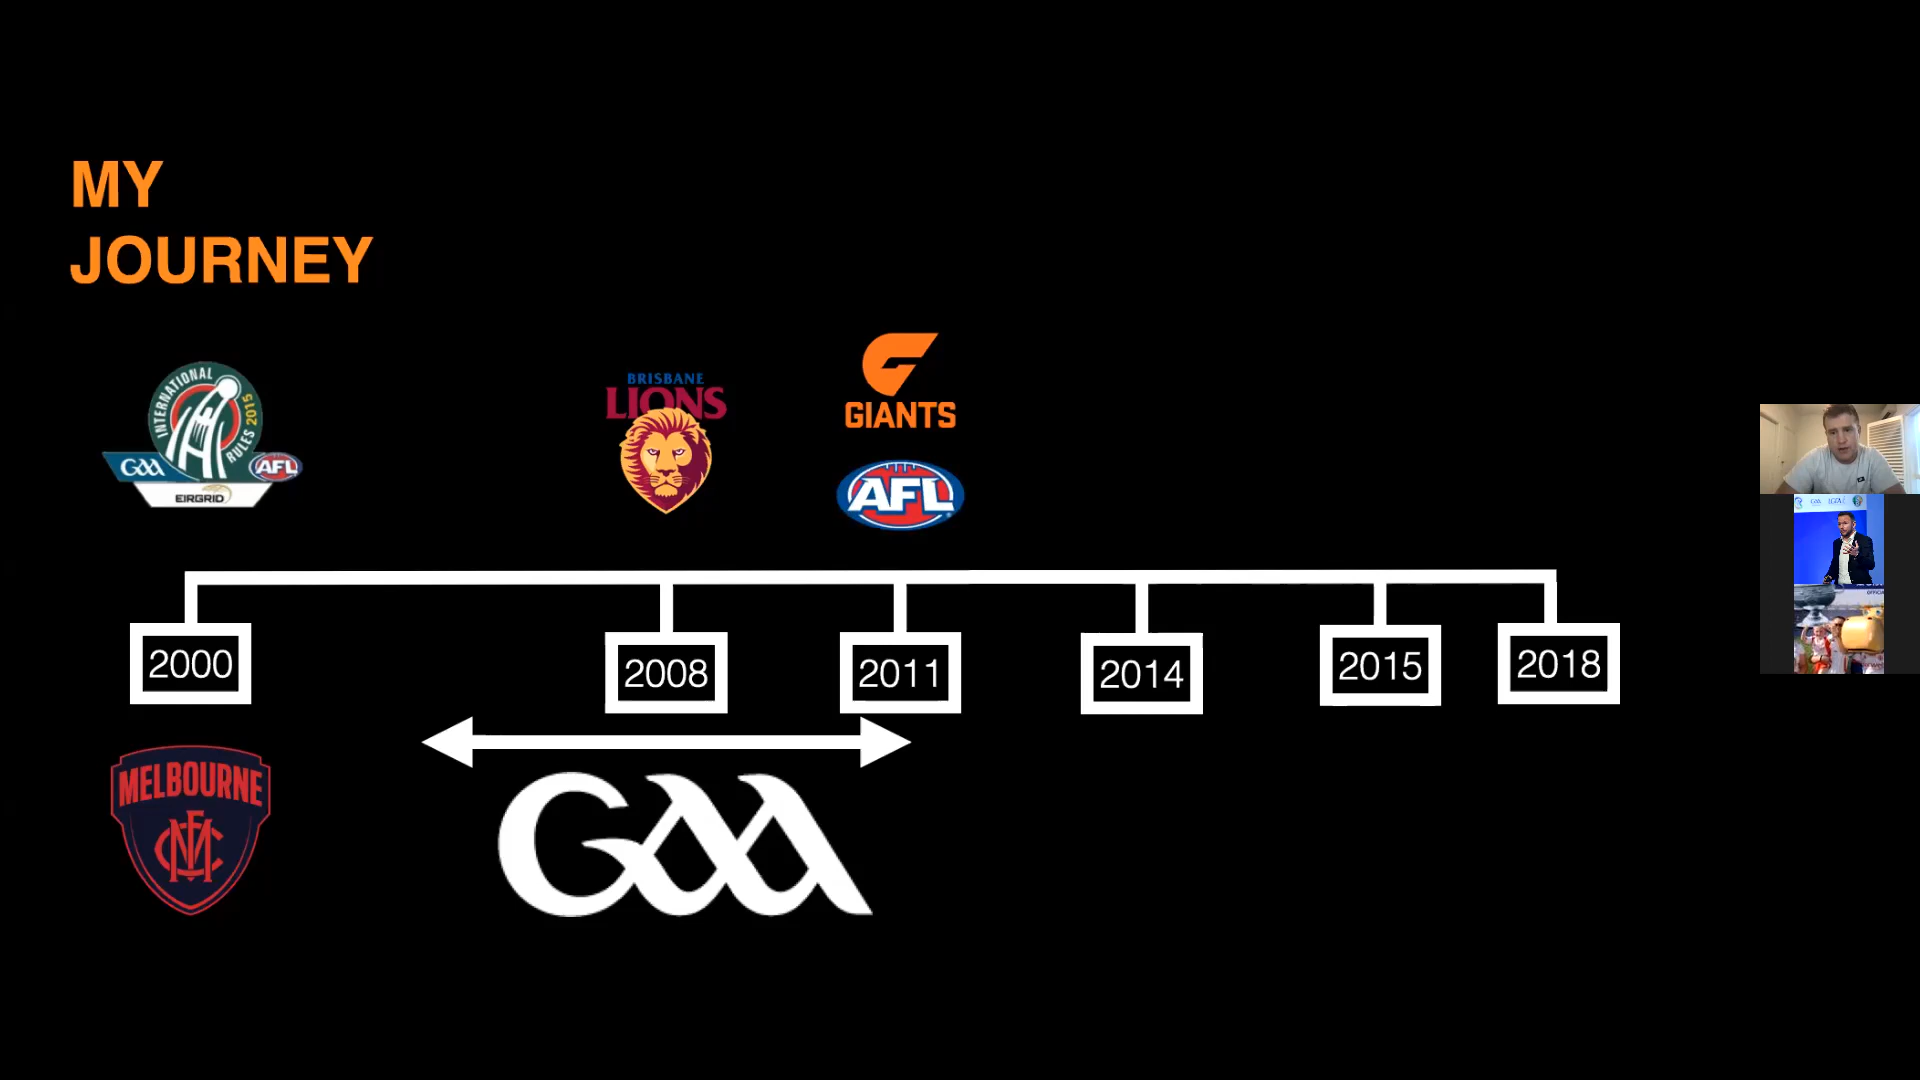 MY
JOURNEY
INTERNATIONAL RULES 2015
GAA
AFL
EIRGRID
BRISBANE
LIONS
GIANTS
AFL
2000
2008
2011
2014
2015
2018
MELBOURNE
MFC
GAA